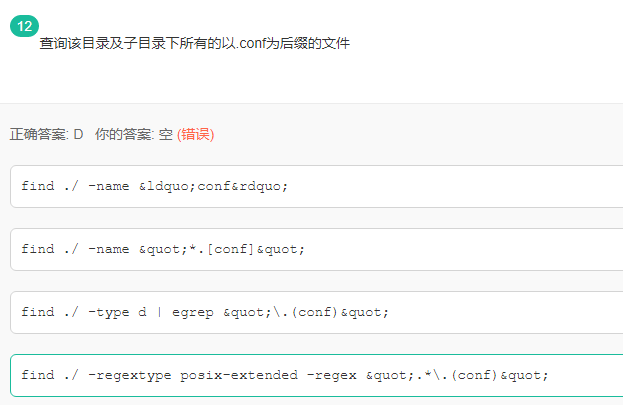 12
查询该目录及子目录下所有的以.conf为后缀的文件
正确答案: D 你的答案: 空 (错误)
find ./ -name &ldquo;conf&rdquo;
find ./ -name &quot;*.[conf]&quot;
find ./ -type d | egrep &quot;\.(conf)&quot;
find ./ -regextype posix-extended -regex &quot;.*\.(conf)&quot;